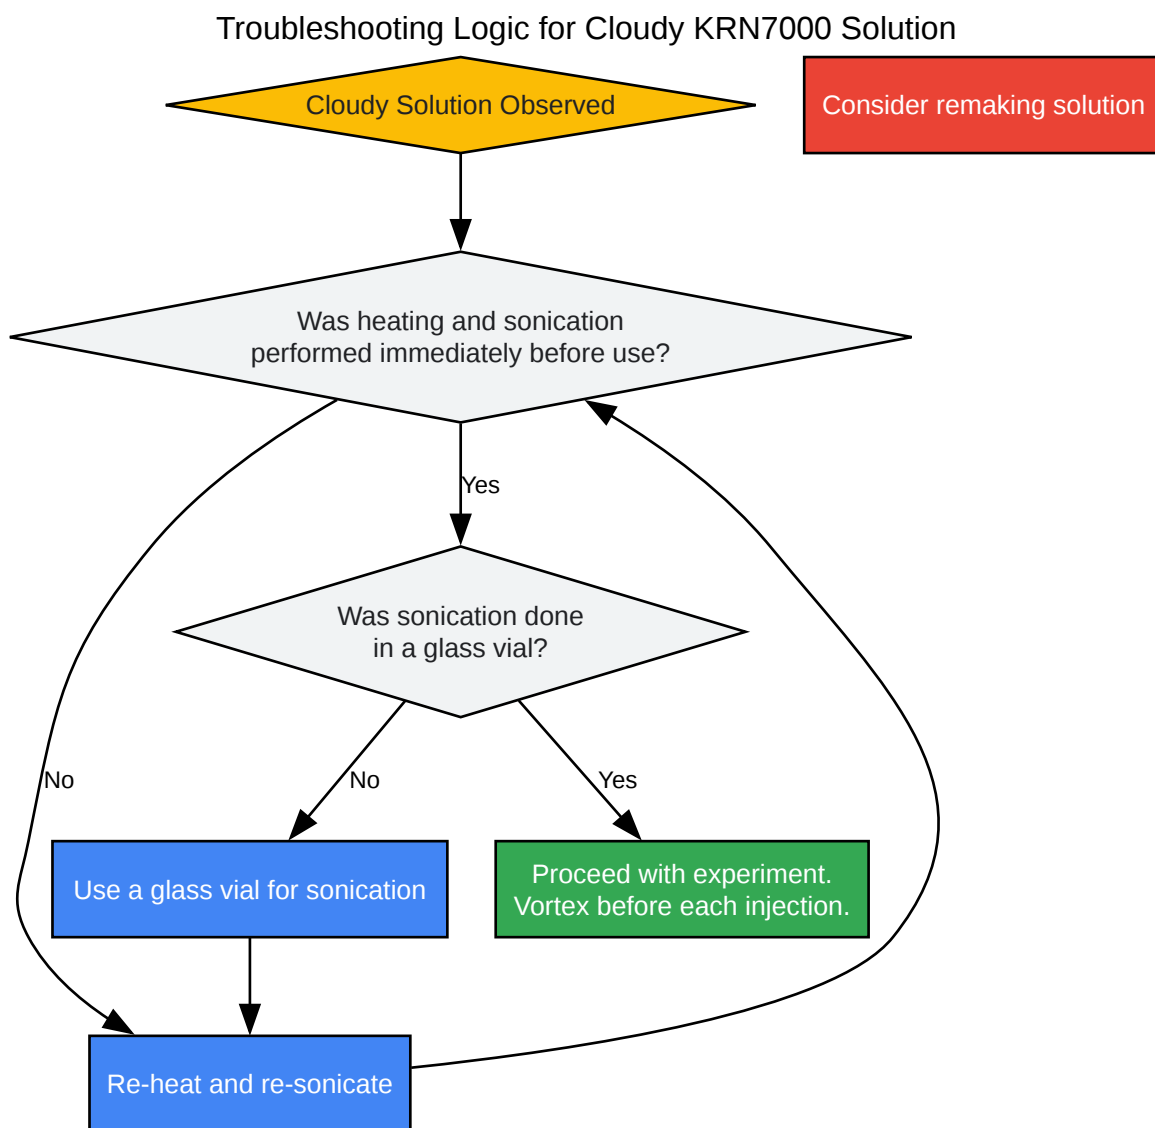 Troubleshooting Logic for Cloudy KRN7000 Solution
Cloudy Solution Observed
Consider remaking solution
Was heating and sonication
performed immediately before use?
Yes
Was sonication done
in a glass vial?
No
No
Yes
Use a glass vial for sonication
Proceed with experiment.
Vortex before each injection.
Re-heat and re-sonicate